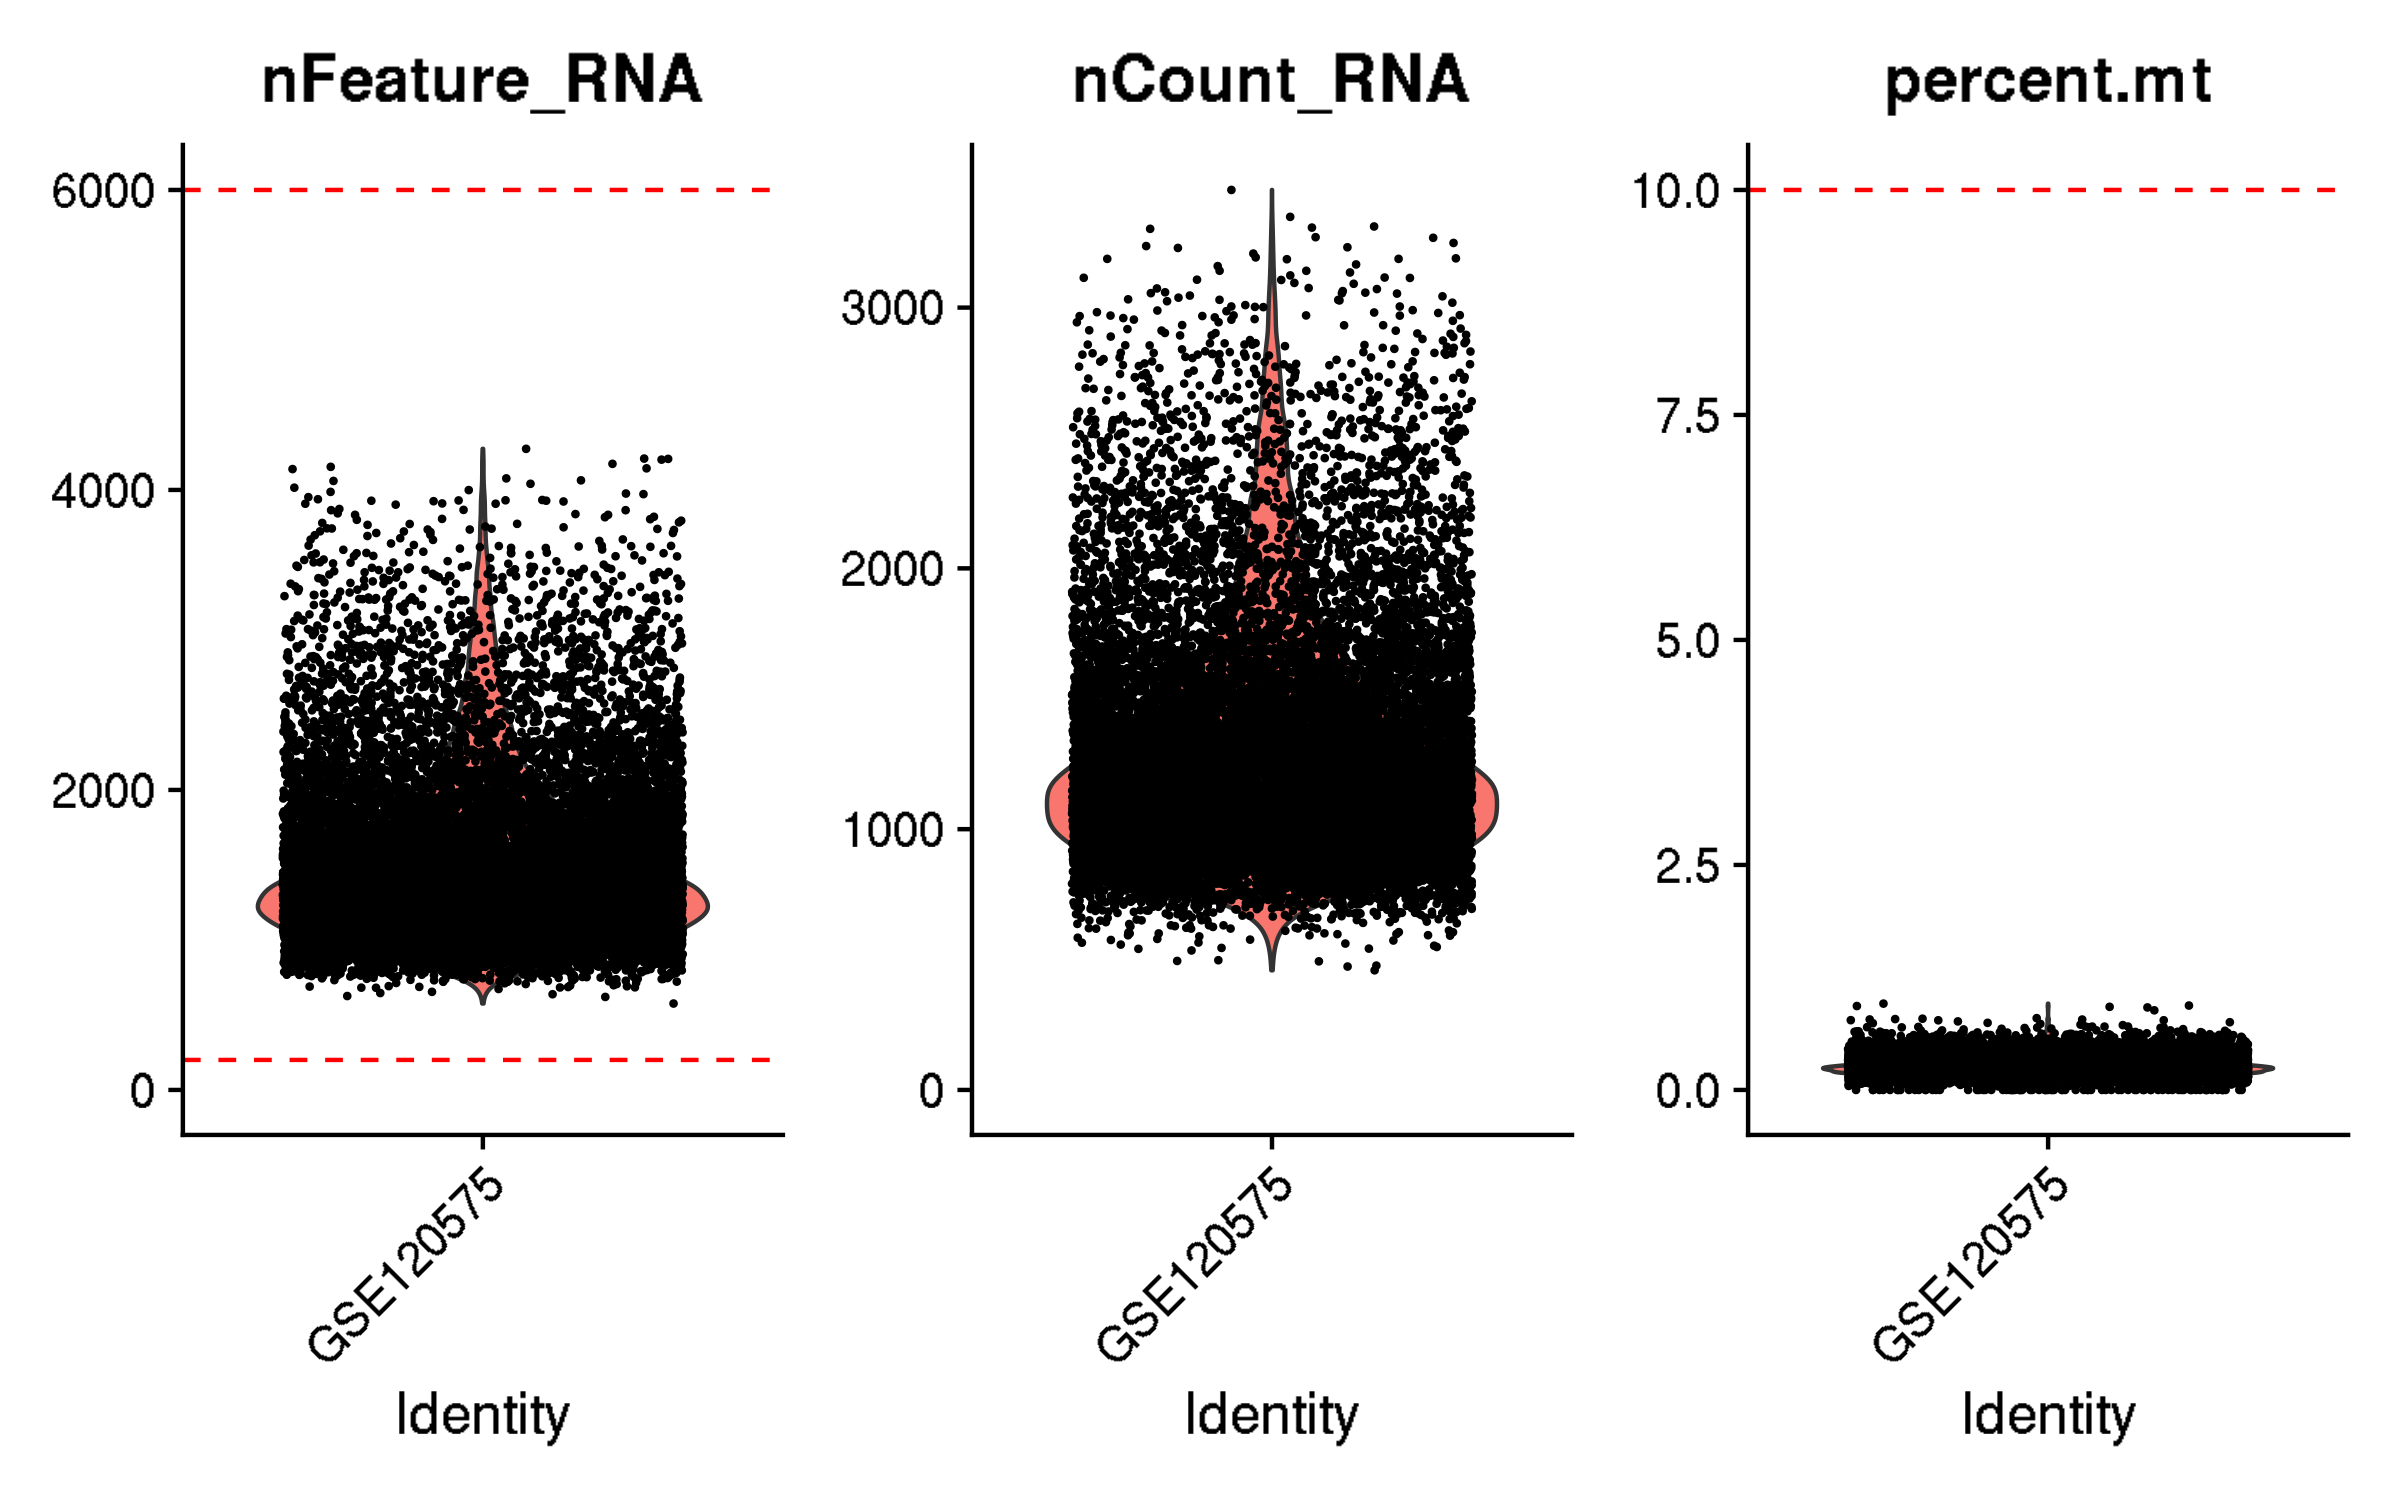 nFeature_RNA
6000
4000
2000
0
GSE120575
Identity
nCount_RNA
3000
2000
1000
0
GSE120575
Identity
percent.mt
10.0
7.5
5.0
2.5
0.0
GSE120575
Identity